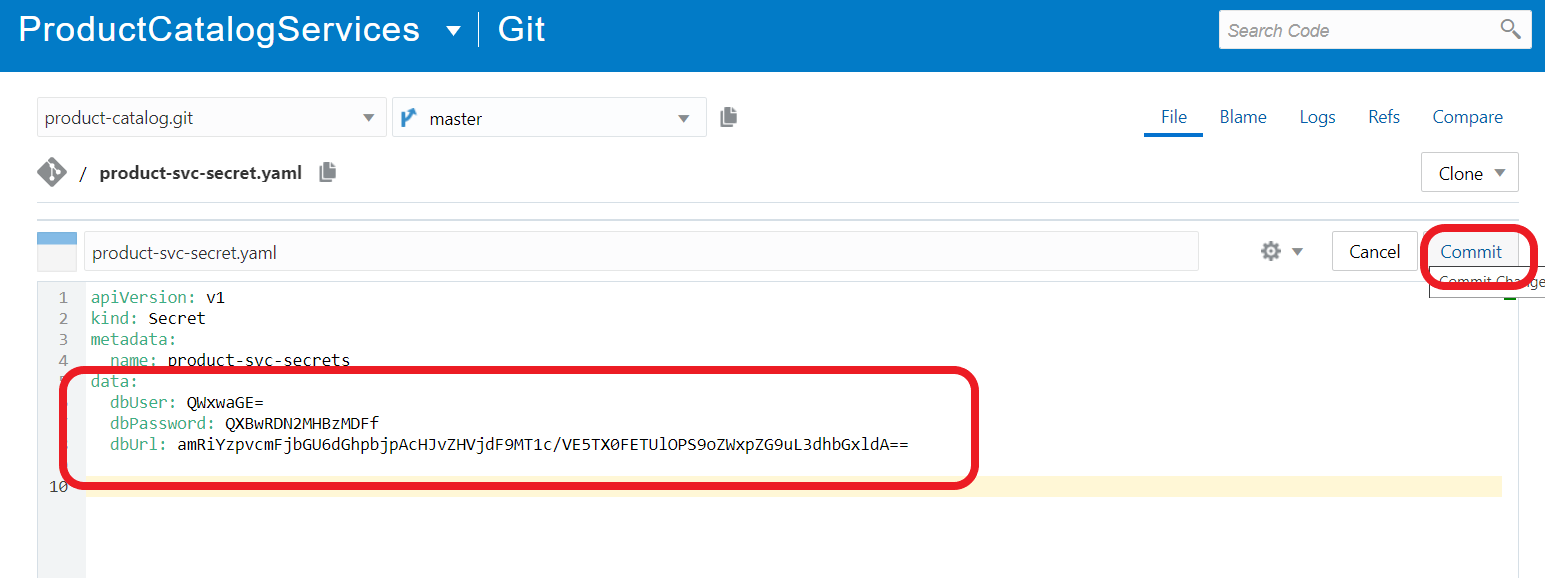 ProductCatalogServices Git
Search Code
product-catalog.git master
File Blame Logs Refs Compare
/ product-svc-secret.yaml
Clone
product-svc-secret.yaml
Cancel Commit
Commit Change
1 apiVersion: v1
2 kind: Secret
3 metadata:
4 name: product-svc-secrets
data:
dbUser: QWxwaGE=
dbPassword: QXBwRDN2MHBzMDFf
dbUrl: amRiYzpvcmFjbGU6dGhpbjpAcHJvZHVjdF9MT1c/VE5TX0FETUlOPS9oZWxpZG9uL3dhbGxldA==
10